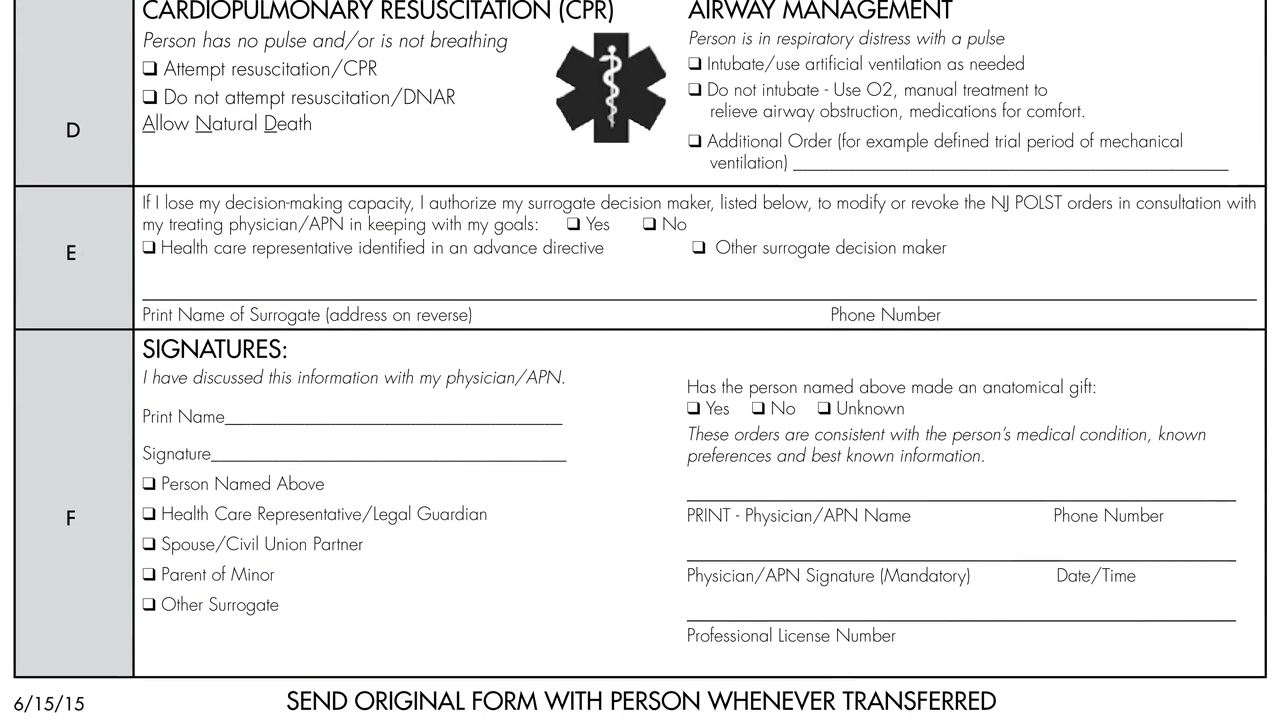 CARDIOPULMONARY RESUSCITATION (CPR)
Person has no pulse and/or is not breathing
❑ Attempt resuscitation/CPR
❑ Do not attempt resuscitation/DNAR
Allow Natural Death
AIRWAY MANAGEMENT
Person is in respiratory distress with a pulse
❑ Intubate/use artificial ventilation as needed
❑ Do not intubate - Use O2, manual treatment to
relieve airway obstruction, medications for comfort.
❑ Additional Order (for example defined trial period of mechanical
ventilation) ____________________
D
If I lose my decision-making capacity, I authorize my surrogate decision maker, listed below, to modify or revoke the NJ POLST orders in consultation with
my treating physician/APN in keeping with my goals: ❑ Yes ❑ No
❑ Health care representative identified in an advance directive ❑ Other surrogate decision maker
E
Print Name of Surrogate (address on reverse) Phone Number
SIGNATURES:
I have discussed this information with my physician/APN.
Print Name____________________
Signature____________________
❑ Person Named Above
❑ Health Care Representative/Legal Guardian
❑ Spouse/Civil Union Partner
❑ Parent of Minor
❑ Other Surrogate
F
Has the person named above made an anatomical gift:
❑ Yes ❑ No ❑ Unknown
These orders are consistent with the person's medical condition, known
preferences and best known information.
PRINT - Physician/APN Name Phone Number
Physician/APN Signature (Mandatory) Date/Time
Professional License Number
6/15/15 SEND ORIGINAL FORM WITH PERSON WHENEVER TRANSFERRED